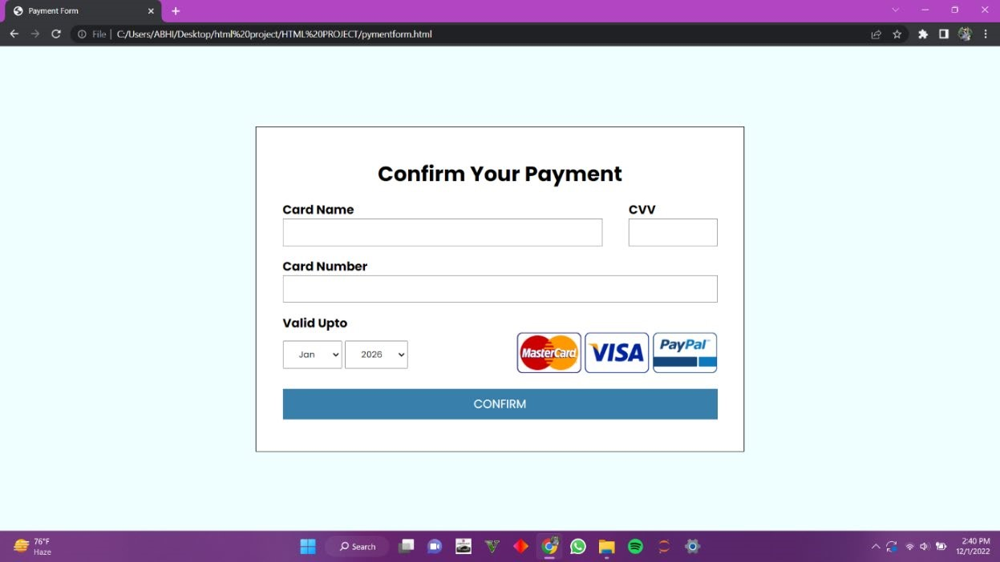 Payment Form
File | C:/Users/ABHI/Desktop/html%20project/HTML%20PROJECT/pymentform.html
Confirm Your Payment
Card Name CVV
Card Number
Valid Upto
Jan 2026
MasterCard VISA PayPal
CONFIRM
76°F
Haze
Search
2:40 PM
12/1/2022